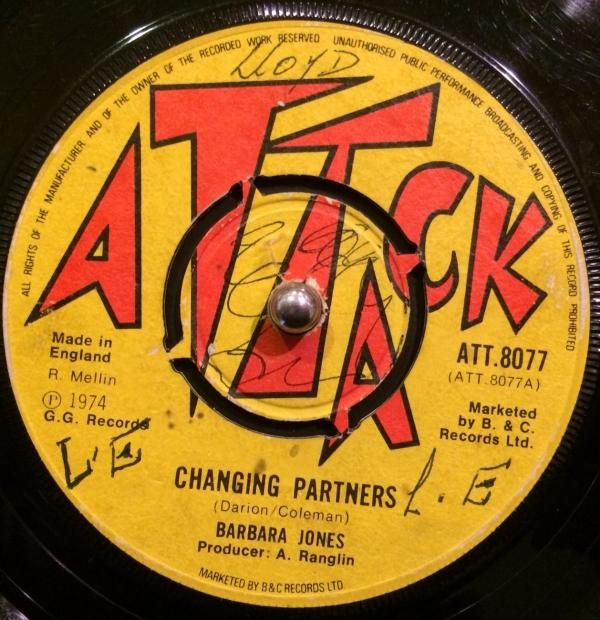 ALL RIGHTS OF THE MANUFACTURER AND OF THE OWNER OF THE RECORDED WORK RESERVED UNAUTHORISED PUBLIC PERFORMANCE BROADCASTING AND COPYING OF THIS RECORD PROHIBITED
LLOYD
ATTACK
Made in
England
R. Mellin
Ⓟ 1974
G.G. Records
ATT.8077
(ATT.8077A)
Marketed
by B. & C.
Records Ltd.
L.E
L.E
CHANGING PARTNERS
(Darion/Coleman)
BARBARA JONES
Producer: A. Ranglin
MARKETED BY B&C RECORDS LTD